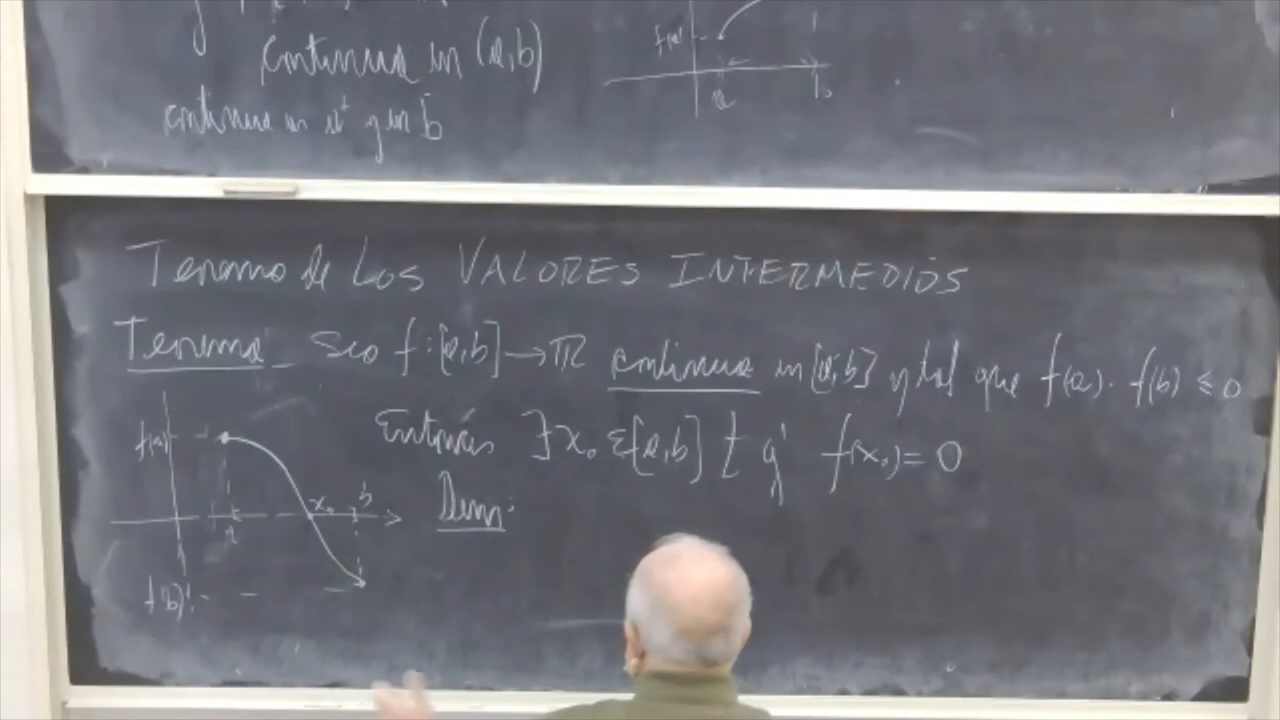 continua en (a,b)
continua en a⁺ y en b⁻
f(a)
a b
Teorema de Los VALORES INTERMEDIOS
Teorema: Sea f:[a,b]→ℝ continua en [a,b] y tal que f(a)·f(b) ≤ 0
Entonces ∃ x₀ ε [a,b] t q' f(x₀) = 0
Dem:
f(a)
x₀ b
a
f(b)